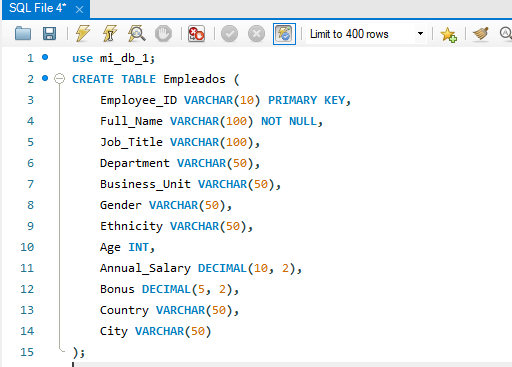 SQL File 4*
Limit to 400 rows
1 use mi_db_1;
2 CREATE TABLE Empleados (
3 Employee_ID VARCHAR(10) PRIMARY KEY,
4 Full_Name VARCHAR(100) NOT NULL,
5 Job_Title VARCHAR(100),
6 Department VARCHAR(50),
7 Business_Unit VARCHAR(50),
8 Gender VARCHAR(50),
9 Ethnicity VARCHAR(50),
10 Age INT,
11 Annual_Salary DECIMAL(10, 2),
12 Bonus DECIMAL(5, 2),
13 Country VARCHAR(50),
14 City VARCHAR(50)
15 );